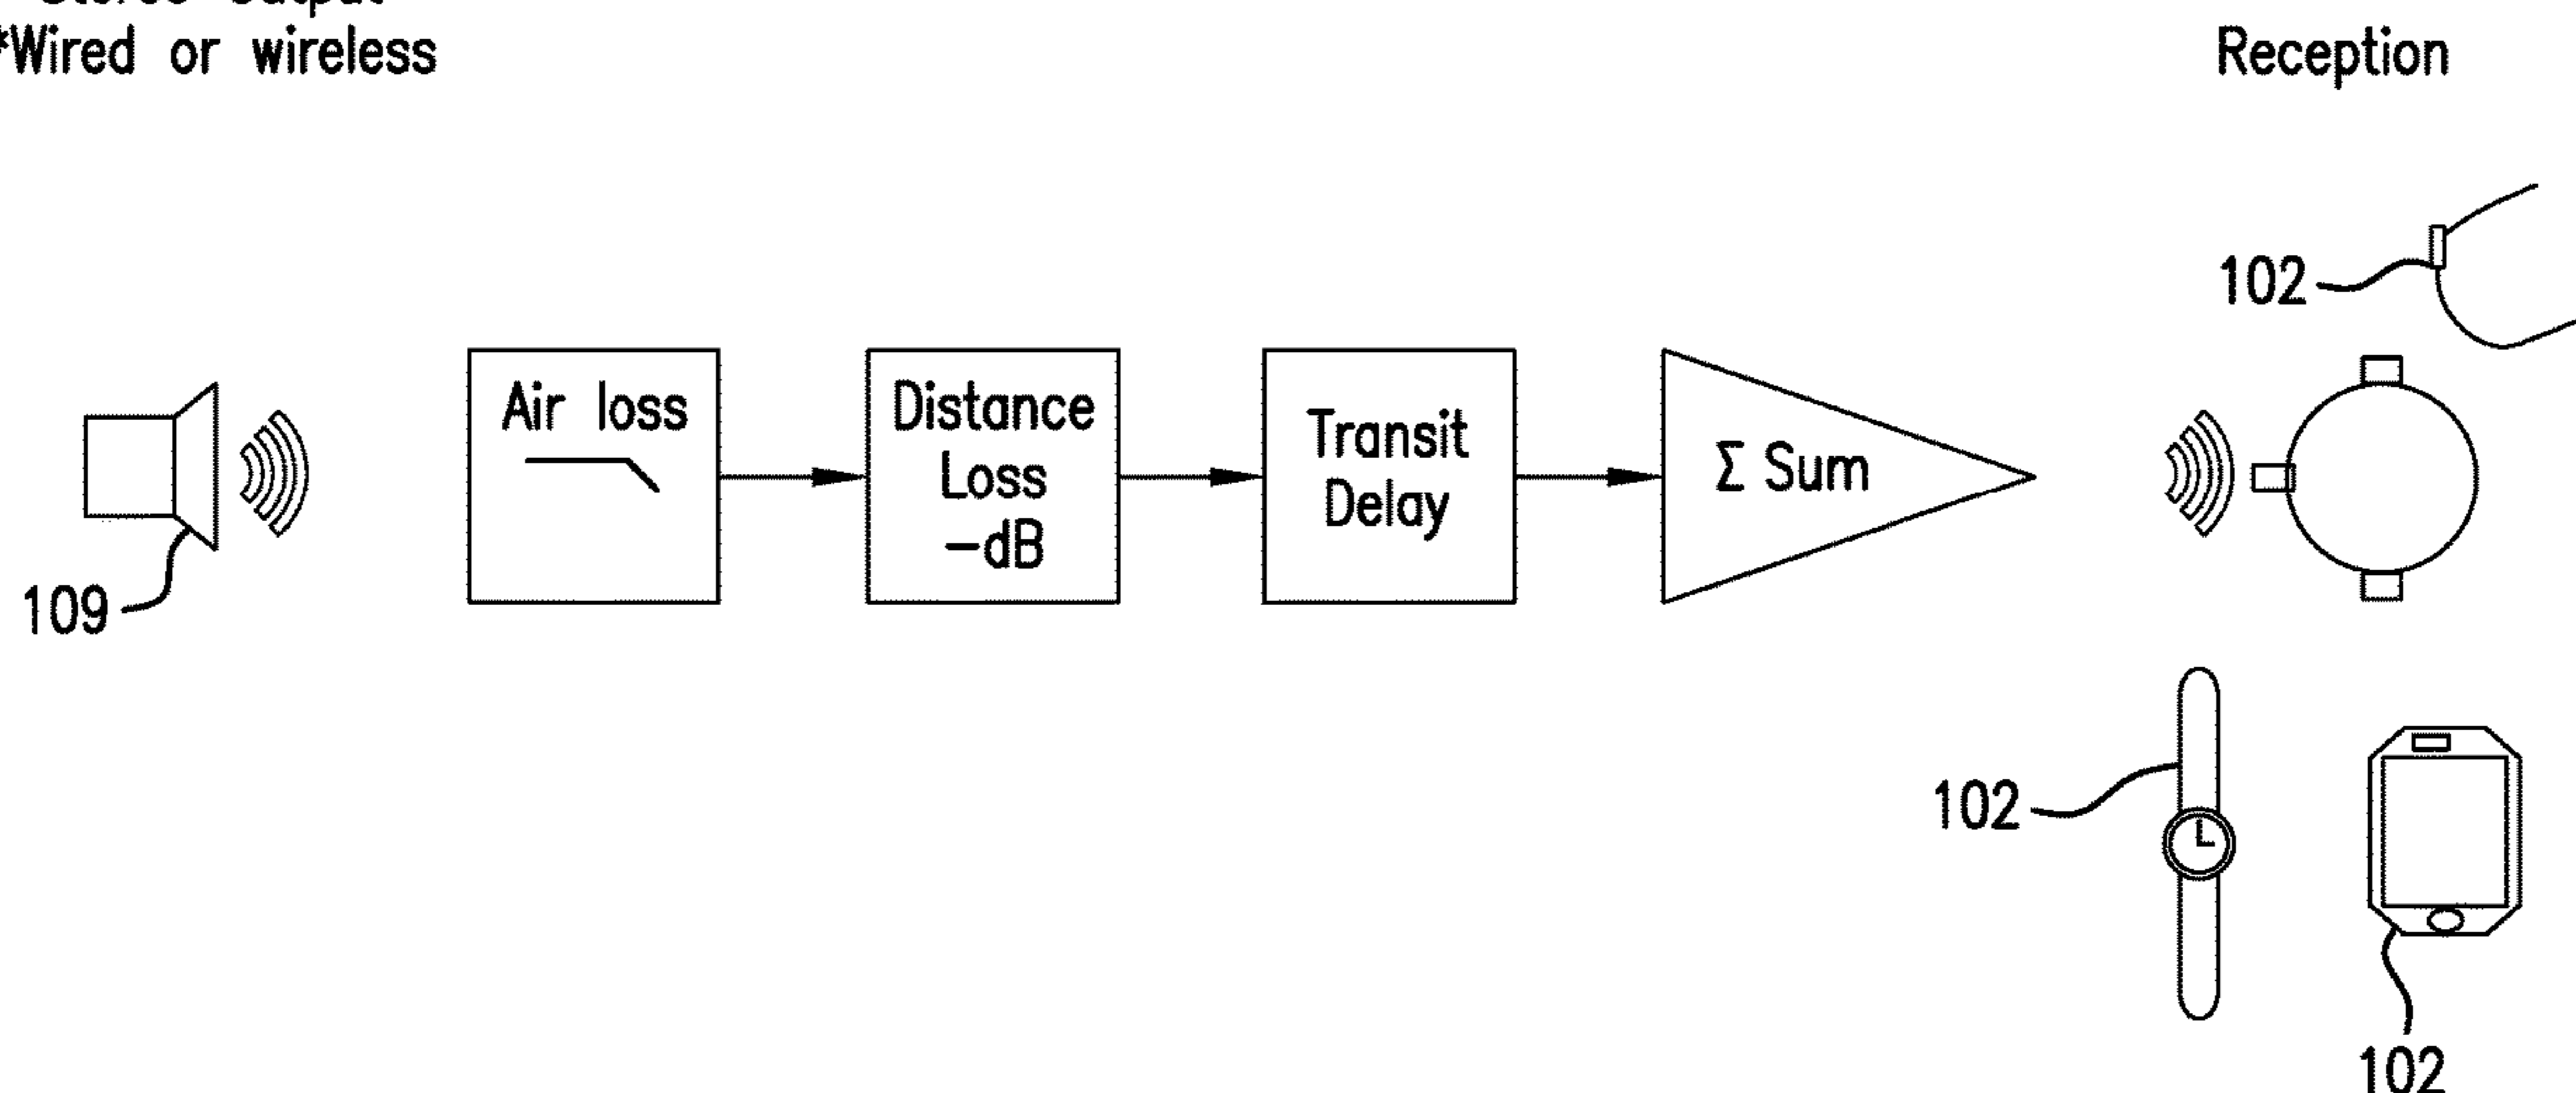 *Wired or wireless
Reception
102
Air loss
Distance
Loss
-dB
Transit
Delay
Σ Sum
109
102
102